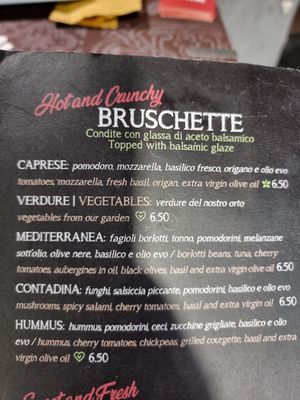 Hot and Crunchy
BRUSCHETTE
Condite con glassa di aceto balsamico
Topped with balsamic glaze
CAPRESE: pomodoro, mozzarella, basilico fresco, origano e olio evo
tomatoes, mozzarella, fresh basil, origan, extra virgin olive oil 6.50
VERDURE | VEGETABLES: verdure del nostro orto
vegetables from our garden 6.50
MEDITERRANEA: fagioli borlotti, tonno, pomodorini, melanzane
sott'olio, olive nere, basilico e olio evo / borlotti beans, tuna, cherry
tomatoes, aubergines in oil, black olives, basil and extra virgin olive oil 6.50
CONTADINA: funghi, salsiccia piccante, pomodorini, basilico e olio evo
mushrooms, spicy salami, cherry tomatoes, basil and extra virgin olive oil 6.50
HUMMUS: hummus, pomodorini, ceci, zucchine grigliate, basilico e olio
evo / hummus, cherry tomatoes, chickpeas, grilled courgette, basil and extra
virgin olive oil 6.50
Sweet and Fresh